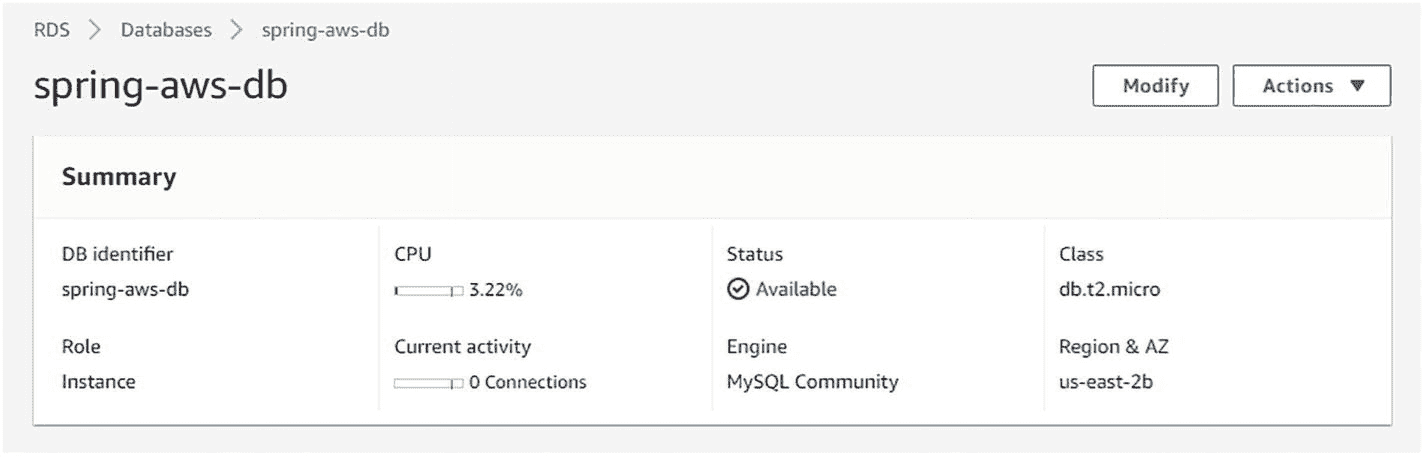 RDS > Databases > spring-aws-db
spring-aws-db
Modify
Actions ▼
Summary
DB identifier
spring-aws-db
CPU
3.22%
Status
Available
Class
db.t2.micro
Role
Instance
Current activity
0 Connections
Engine
MySQL Community
Region & AZ
us-east-2b